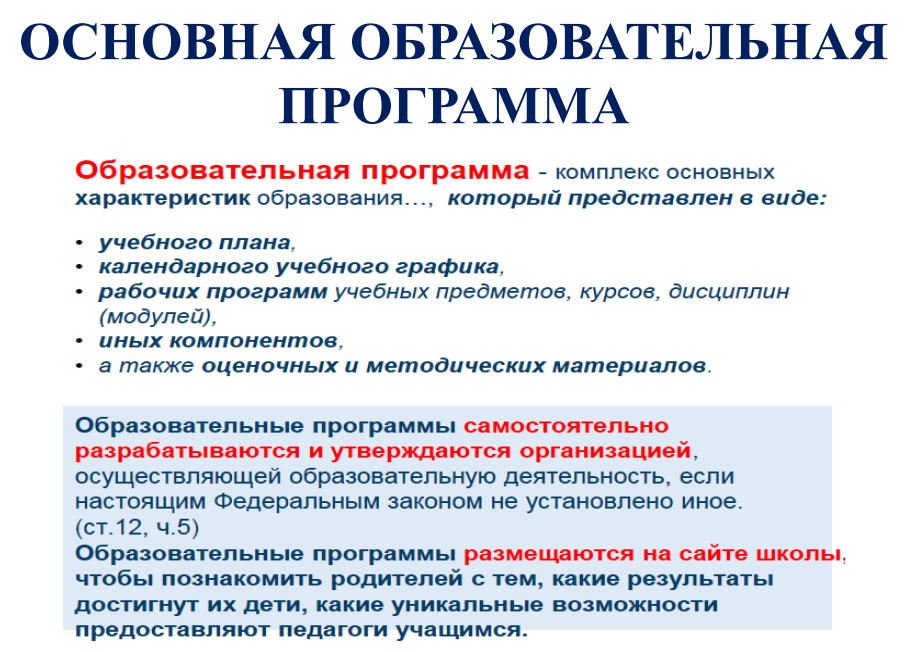 ОСНОВНАЯ ОБРАЗОВАТЕЛЬНАЯ
ПРОГРАММА
Образовательная программа - комплекс основных
характеристик образования…, который представлен в виде:
• учебного плана,
• календарного учебного графика,
• рабочих программ учебных предметов, курсов, дисциплин
(модулей),
• иных компонентов,
• а также оценочных и методических материалов.
Образовательные программы самостоятельно
разрабатываются и утверждаются организацией,
осуществляющей образовательную деятельность, если
настоящим Федеральным законом не установлено иное.
(ст.12, ч.5)
Образовательные программы размещаются на сайте школы,
чтобы познакомить родителей с тем, какие результаты
достигнут их дети, какие уникальные возможности
предоставляют педагоги учащимся.